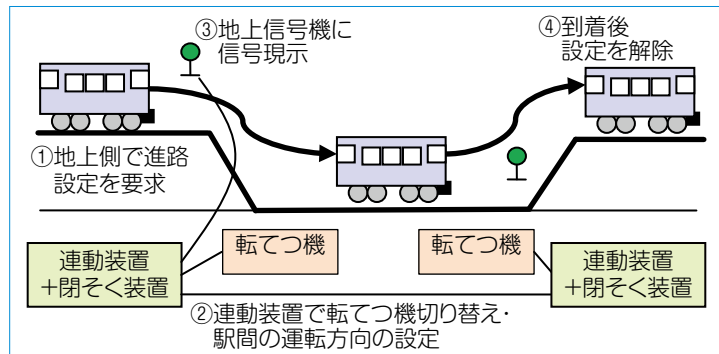 ③地上信号機に
信号現示
④到着後
設定を解除
①地上側で進路
設定を要求
連動装置
+閉そく装置
転てつ機
転てつ機
連動装置
+閉そく装置
②連動装置で転てつ機切り替え・
駅間の運転方向の設定